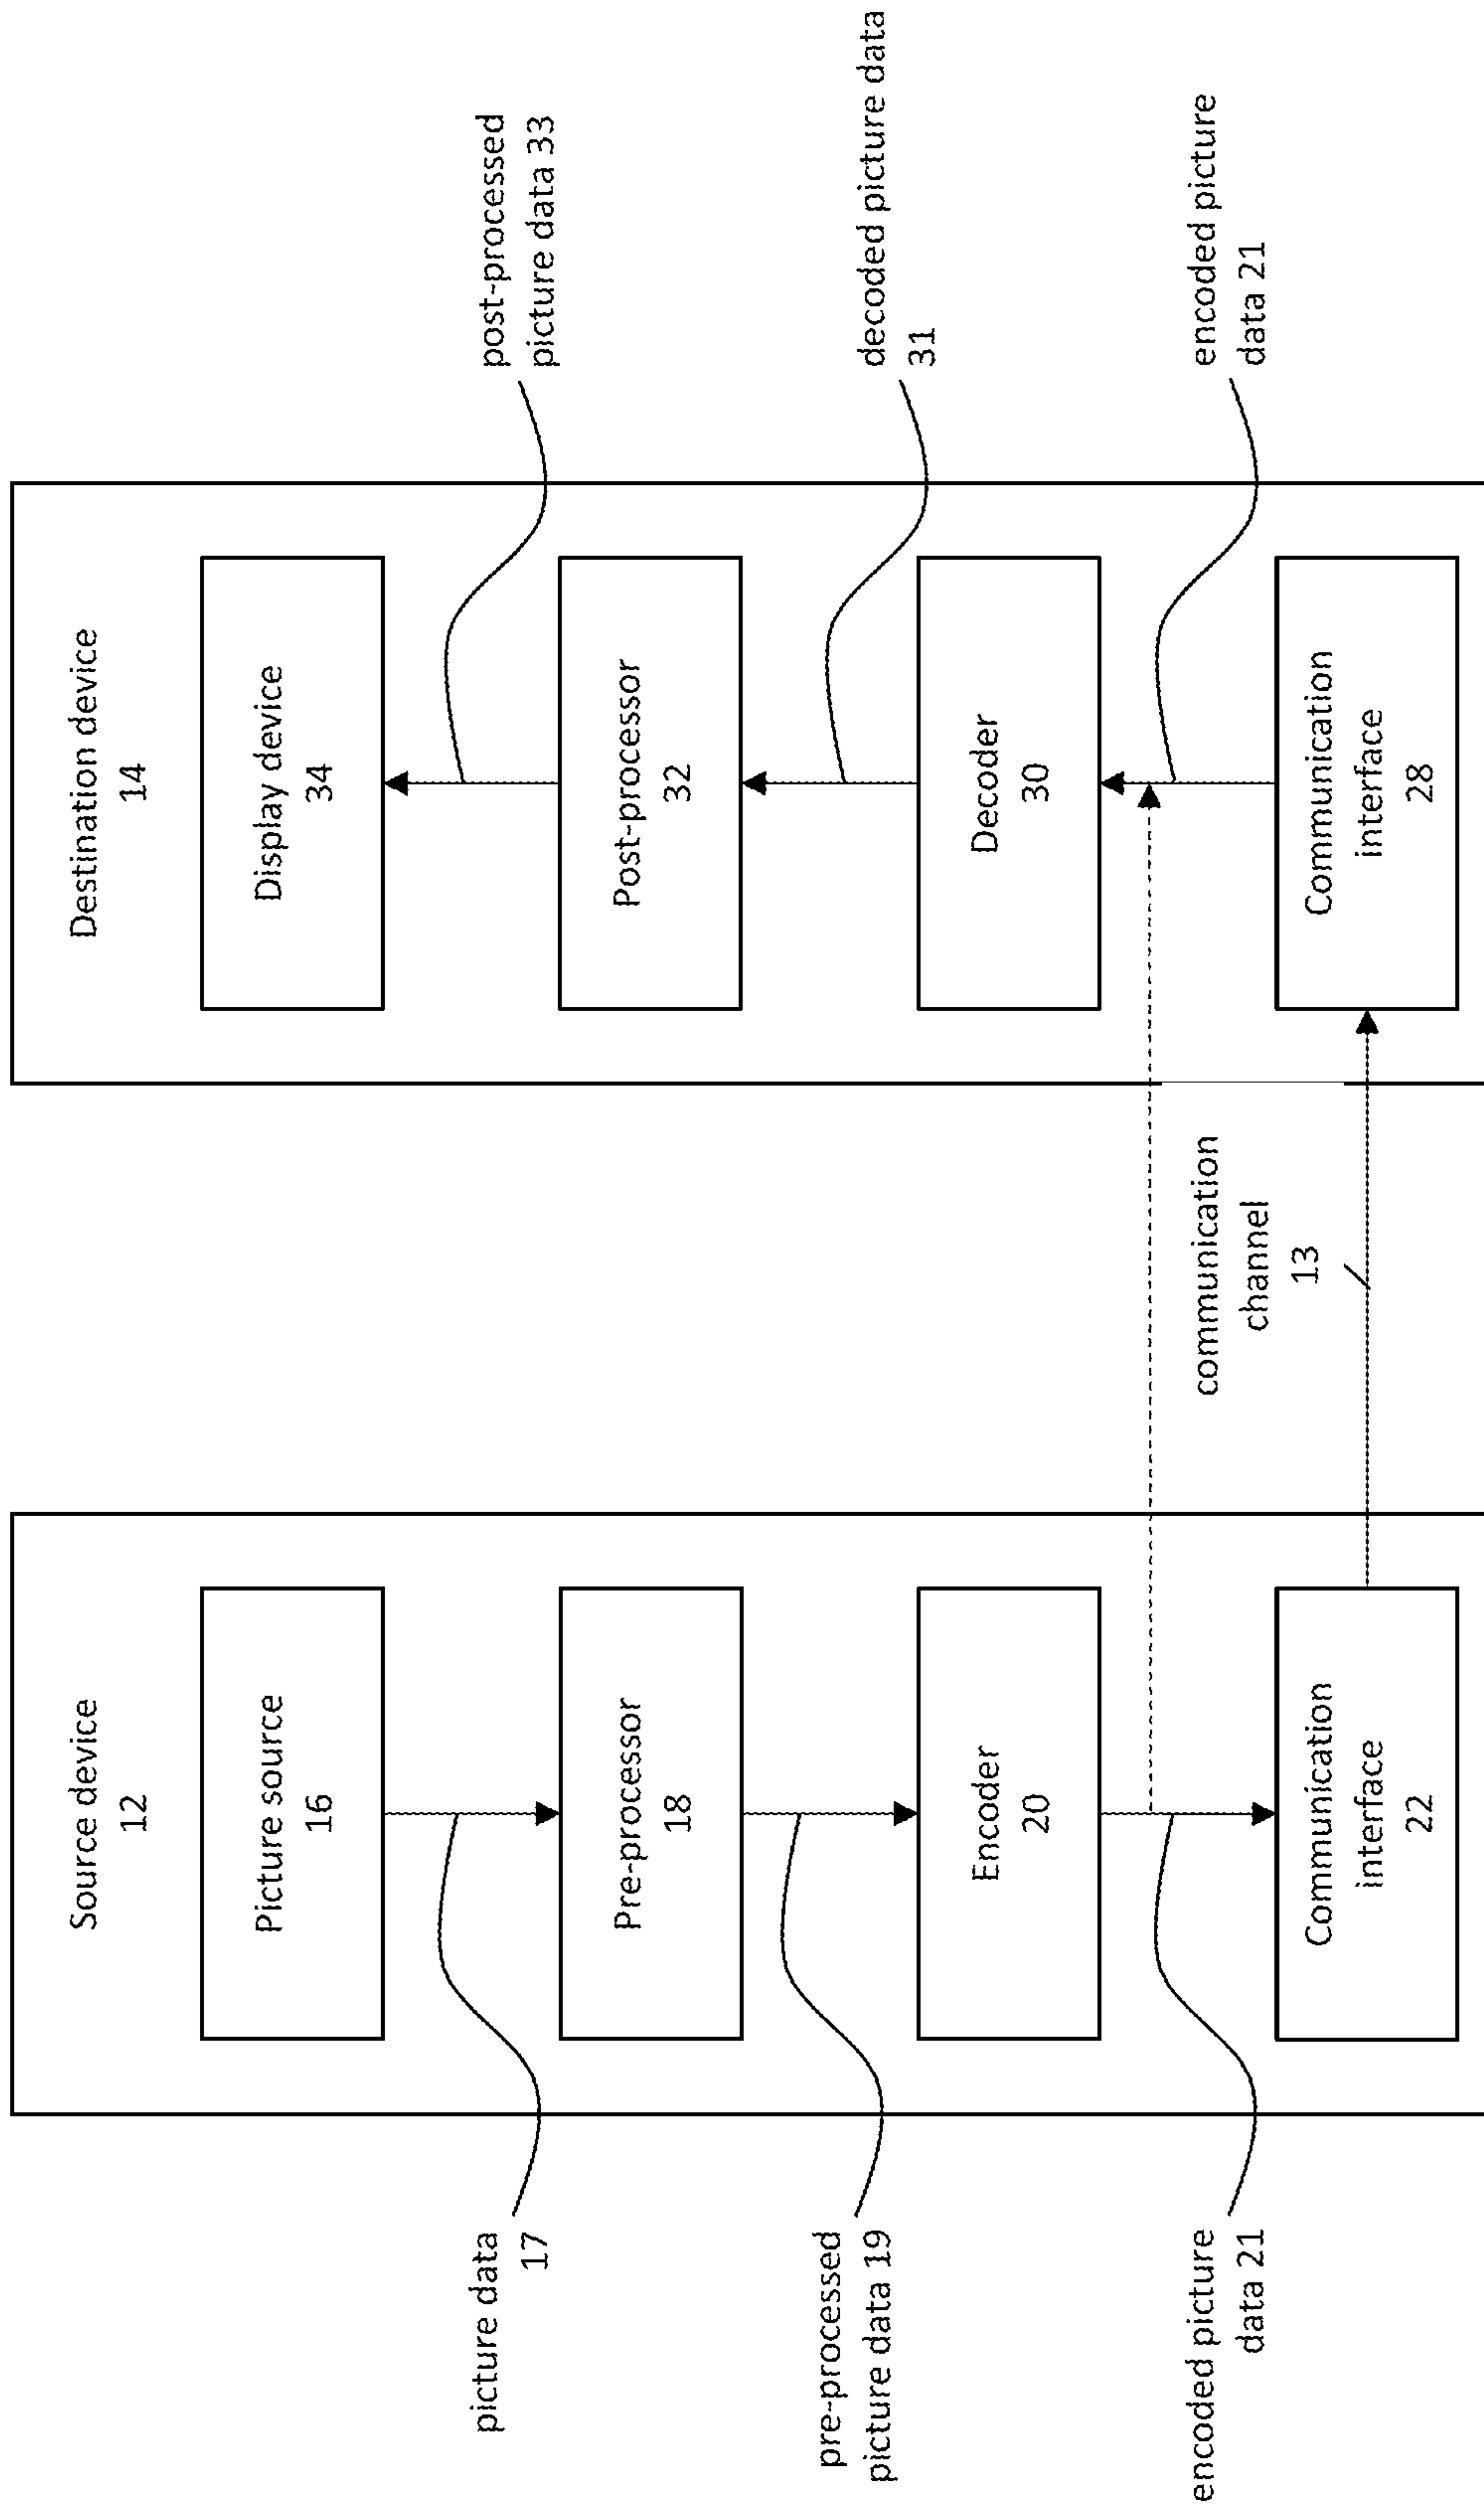 Source device
12
Picture source
16
picture data
17
Pre-processor
18
pre-processed
picture data 19
Encoder
20
encoded picture
data 21
Communication
interface
22
communication
channel
13
Destination device
14
Display device
34
post-processed
picture data 33
Post-processor
32
decoded picture data
31
Decoder
30
encoded picture
data 21
Communication
interface
28